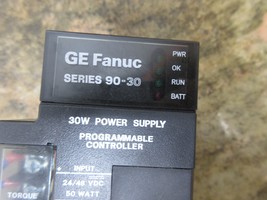 GE Fanuc
SERIES 90-30
PWR
OK
RUN
BATT
30W POWER SUPPLY
PROGRAMMABLE
CONTROLLER
INPUT
24/48 VDC
50 WATT
TORQUE